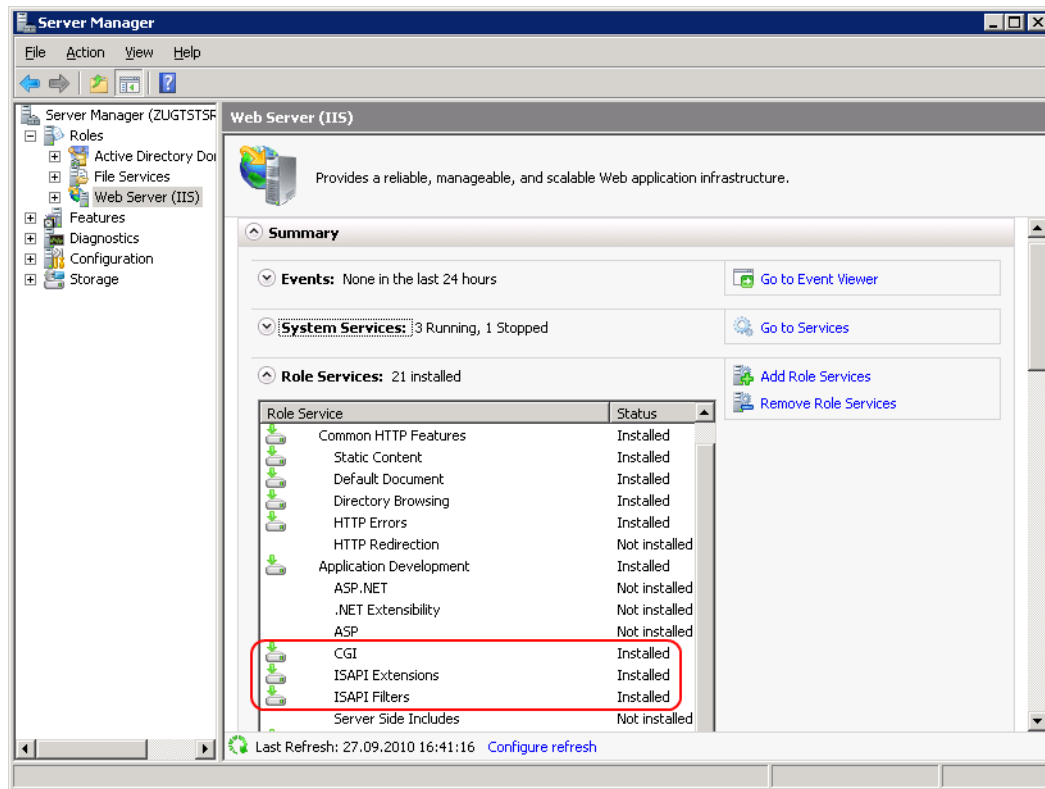 Server Manager
File Action View Help
Server Manager (ZUGTSTSR
Roles
Active Directory Doi
File Services
Web Server (IIS)
Features
Diagnostics
Configuration
Storage
Web Server (IIS)
Provides a reliable, manageable, and scalable Web application infrastructure.
Summary
Events: None in the last 24 hours
Go to Event Viewer
System Services: 3 Running, 1 Stopped
Go to Services
Role Services: 21 installed
Add Role Services
Remove Role Services
Role Service Status
Common HTTP Features Installed
Static Content Installed
Default Document Installed
Directory Browsing Installed
HTTP Errors Installed
HTTP Redirection Not installed
Application Development Installed
ASP.NET Not installed
.NET Extensibility Not installed
ASP Not installed
CGI Installed
ISAPI Extensions Installed
ISAPI Filters Installed
Server Side Includes Not installed
Last Refresh: 27.09.2010 16:41:16 Configure refresh